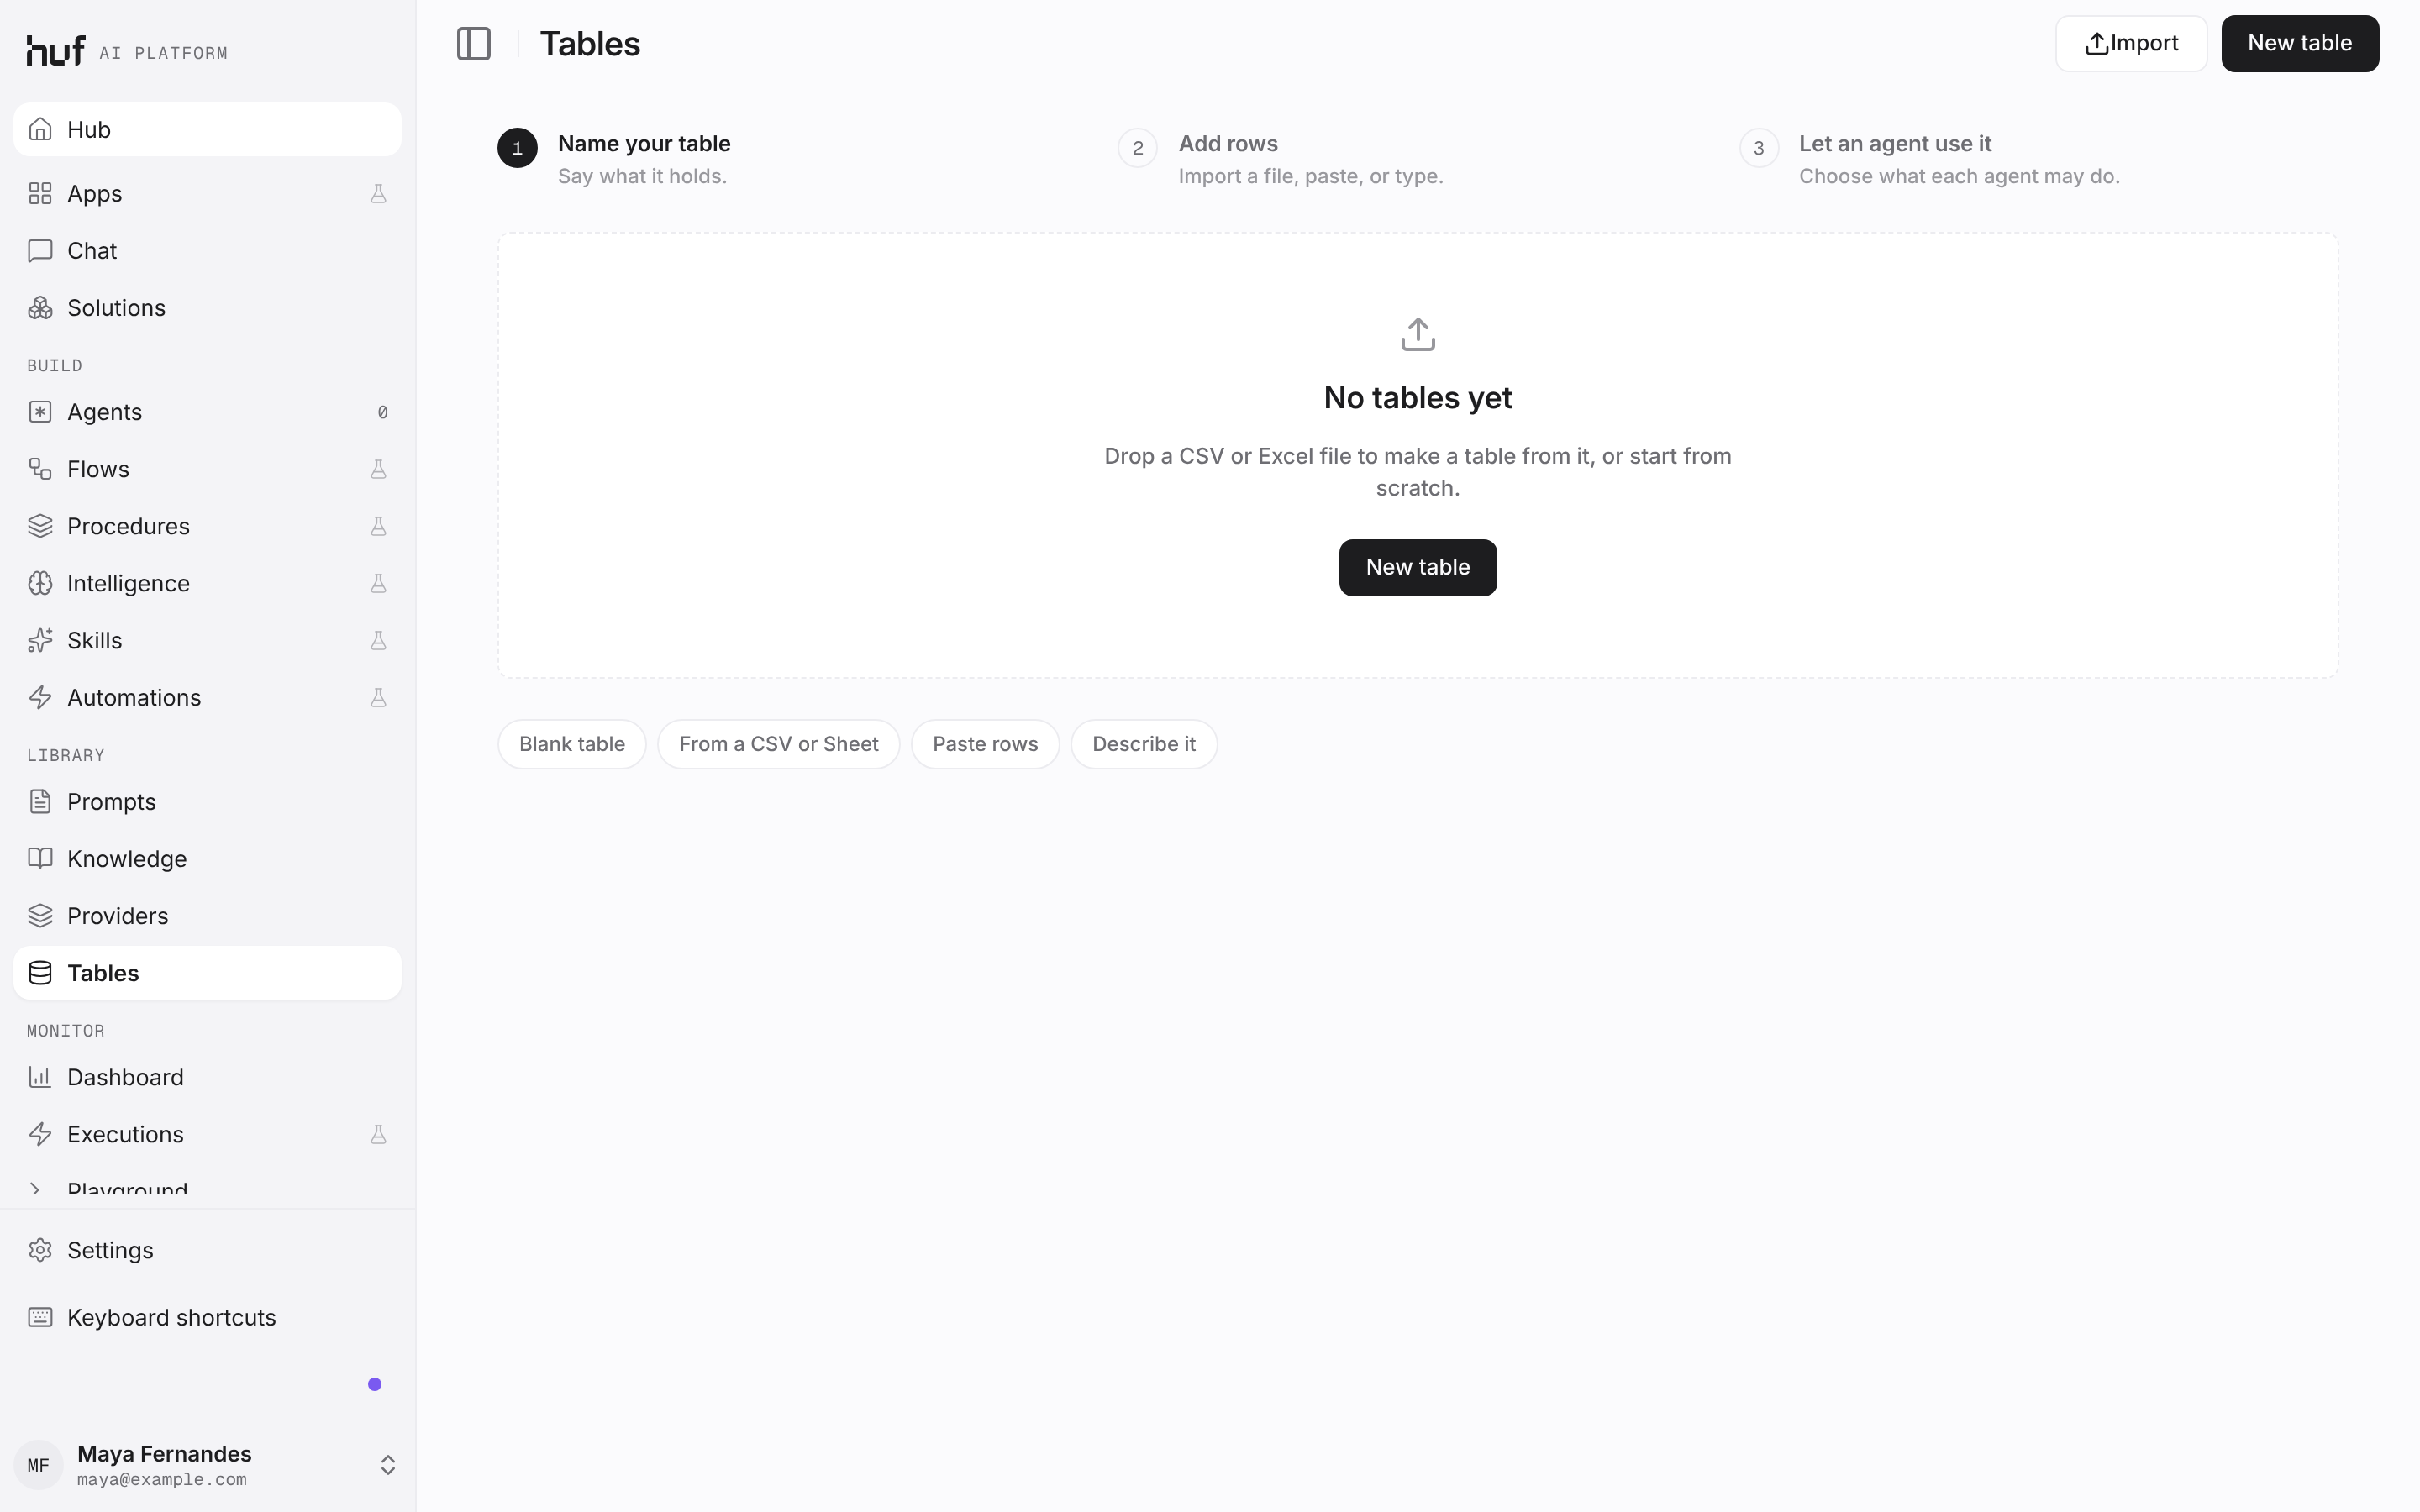 huf AI PLATFORM
Hub
Apps
Chat
Solutions
BUILD
Agents 0
Flows
Procedures
Intelligence
Skills
Automations
LIBRARY
Prompts
Knowledge
Providers
Tables
MONITOR
Dashboard
Executions
Playground
Settings
Keyboard shortcuts
MF
Maya Fernandes
maya@example.com
Tables
Import
New table
1 Name your table
Say what it holds.
2 Add rows
Import a file, paste, or type.
3 Let an agent use it
Choose what each agent may do.
No tables yet
Drop a CSV or Excel file to make a table from it, or start from
scratch.
New table
Blank table
From a CSV or Sheet
Paste rows
Describe it